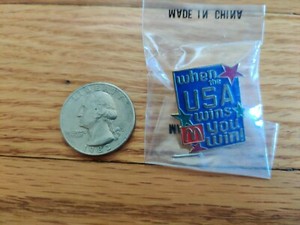 MADE IN CHINA
when
the
USA
wins
you
win!